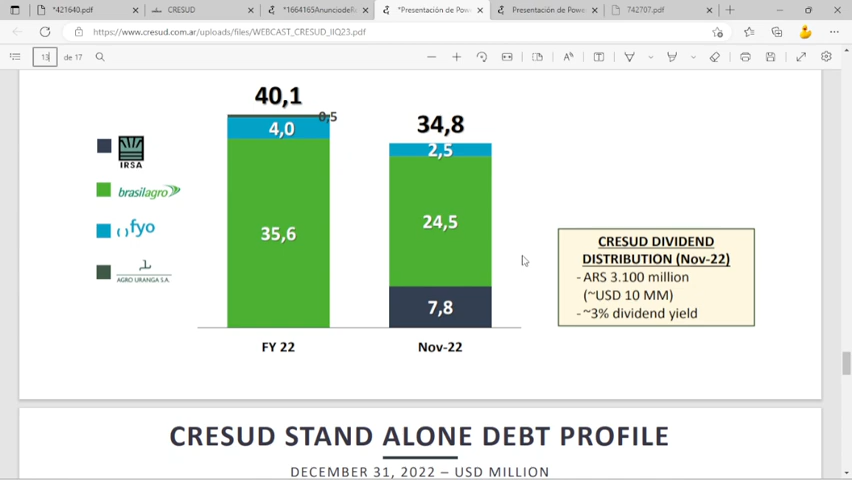 *421640.pdf
CRESUD
*1664165AnunciodeRe
*Presentación de Powe
Presentación de Powe
742707.pdf
https://www.cresud.com.ar/uploads/files/WEBCAST_CRESUD_IIQ23.pdf
13
de 17
40,1
0,5
4,0
35,6
FY 22
34,8
2,5
24,5
7,8
Nov-22
IRSA
brasilagro
fyo
AGRO URANGA S.A.
CRESUD DIVIDEND
DISTRIBUTION (Nov-22)
- ARS 3.100 million
(~USD 10 MM)
- ~3% dividend yield
CRESUD STAND ALONE DEBT PROFILE
DECEMBER 31, 2022 – USD MILLION